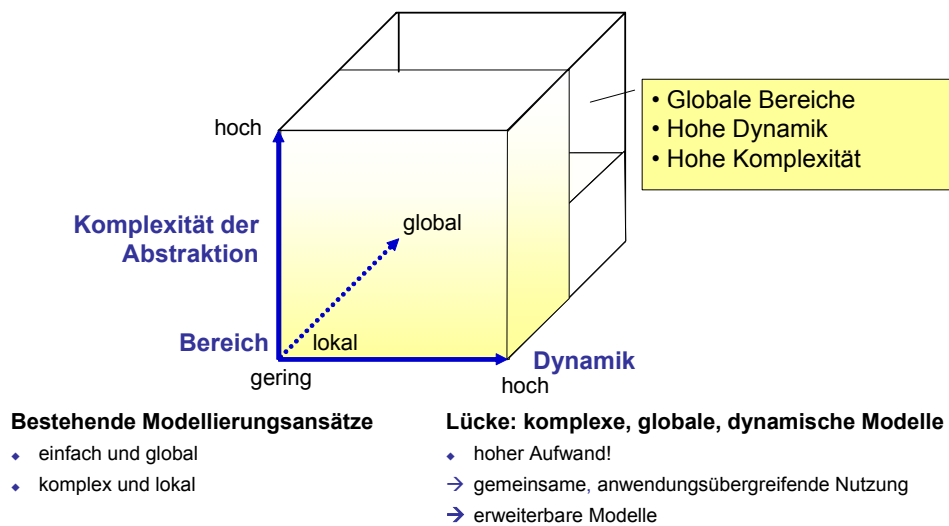 • Globale Bereiche
• Hohe Dynamik
• Hohe Komplexität
hoch
Komplexität der
Abstraktion
global
Bereich
lokal
gering
Dynamik
hoch
Bestehende Modellierungsansätze
◆ einfach und global
◆ komplex und lokal
Lücke: komplexe, globale, dynamische Modelle
◆ hoher Aufwand!
→ gemeinsame, anwendungsübergreifende Nutzung
→ erweiterbare Modelle